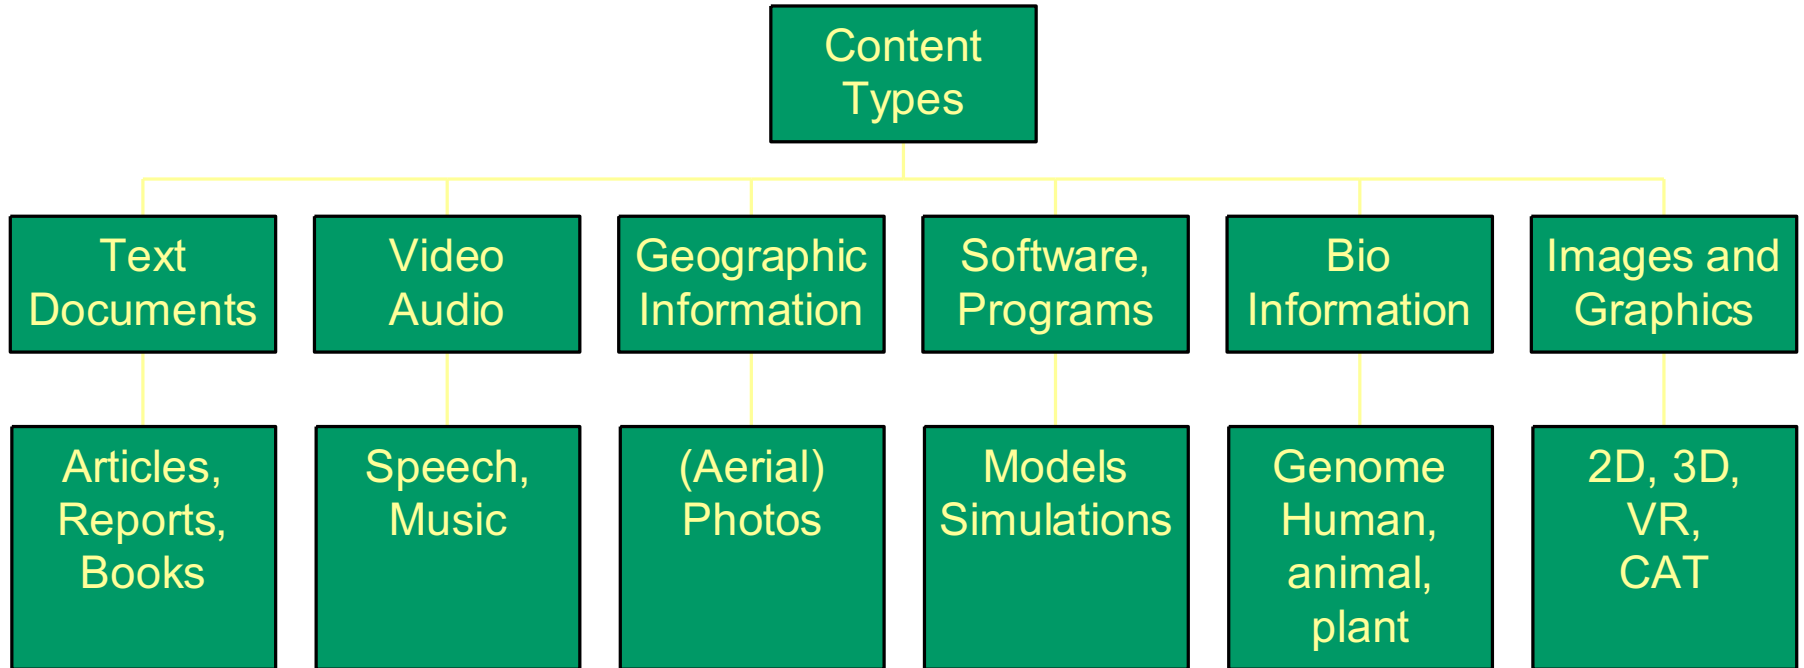 Content
Types
Text
Documents
Video
Audio
Geographic
Information
Software,
Programs
Bio
Information
Images and
Graphics
Articles,
Reports,
Books
Speech,
Music
(Aerial)
Photos
Models
Simulations
Genome
Human,
animal,
plant
2D, 3D,
VR,
CAT